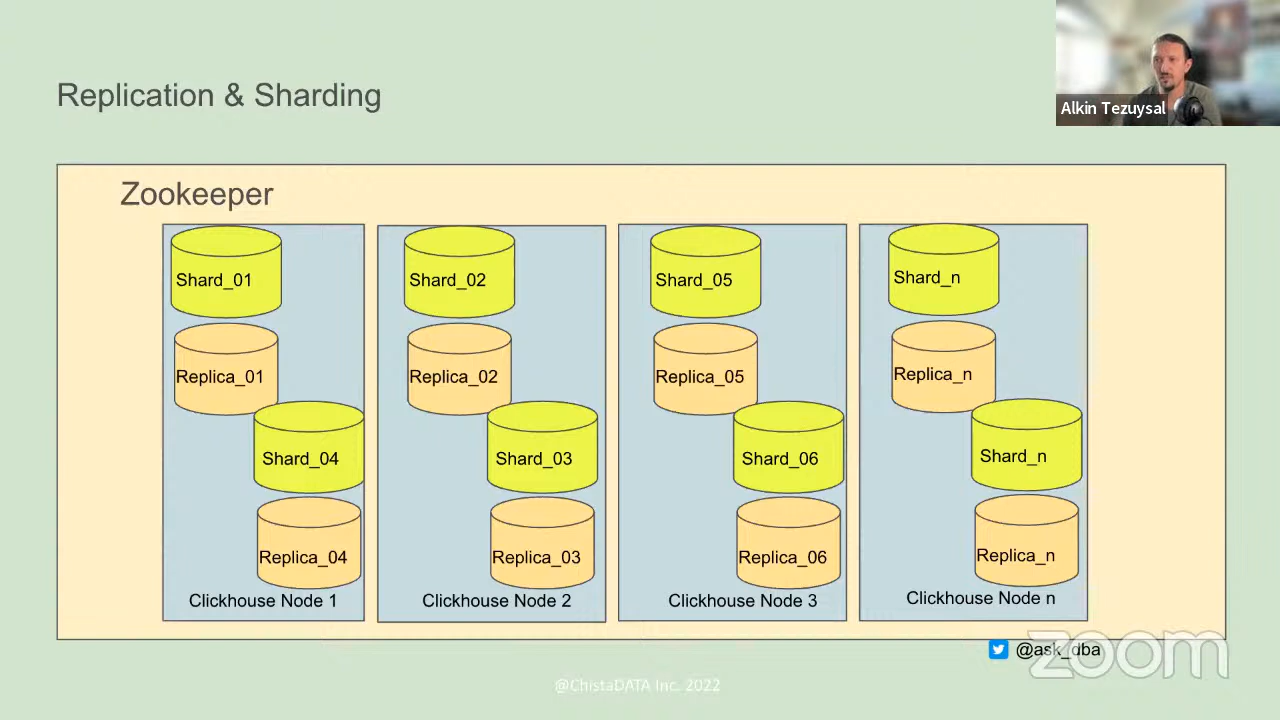 Replication & Sharding
Alkin Tezuysal
Zookeeper
Shard_01
Replica_01
Shard_04
Replica_04
Clickhouse Node 1
Shard_02
Replica_02
Shard_03
Replica_03
Clickhouse Node 2
Shard_05
Replica_05
Shard_06
Replica_06
Clickhouse Node 3
Shard_n
Replica_n
Shard_n
Replica_n
Clickhouse Node n
@ask_dba
zoom
@ChistaDATA Inc. 2022